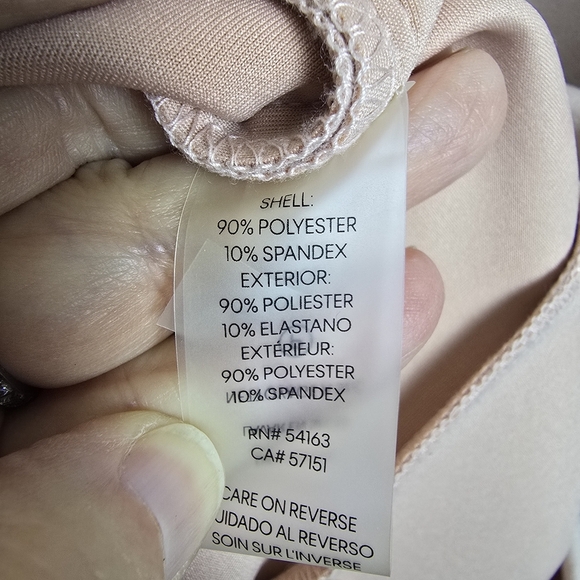 SHELL:
90% POLYESTER
10% SPANDEX
EXTERIOR:
90% POLIESTER
10% ELASTANO
EXTÉRIEUR:
90% POLYESTER
10% SPANDEX
RN# 54163
CA# 57151
CARE ON REVERSE
UIDADO AL REVERSO
SOIN SUR L'INVERSE